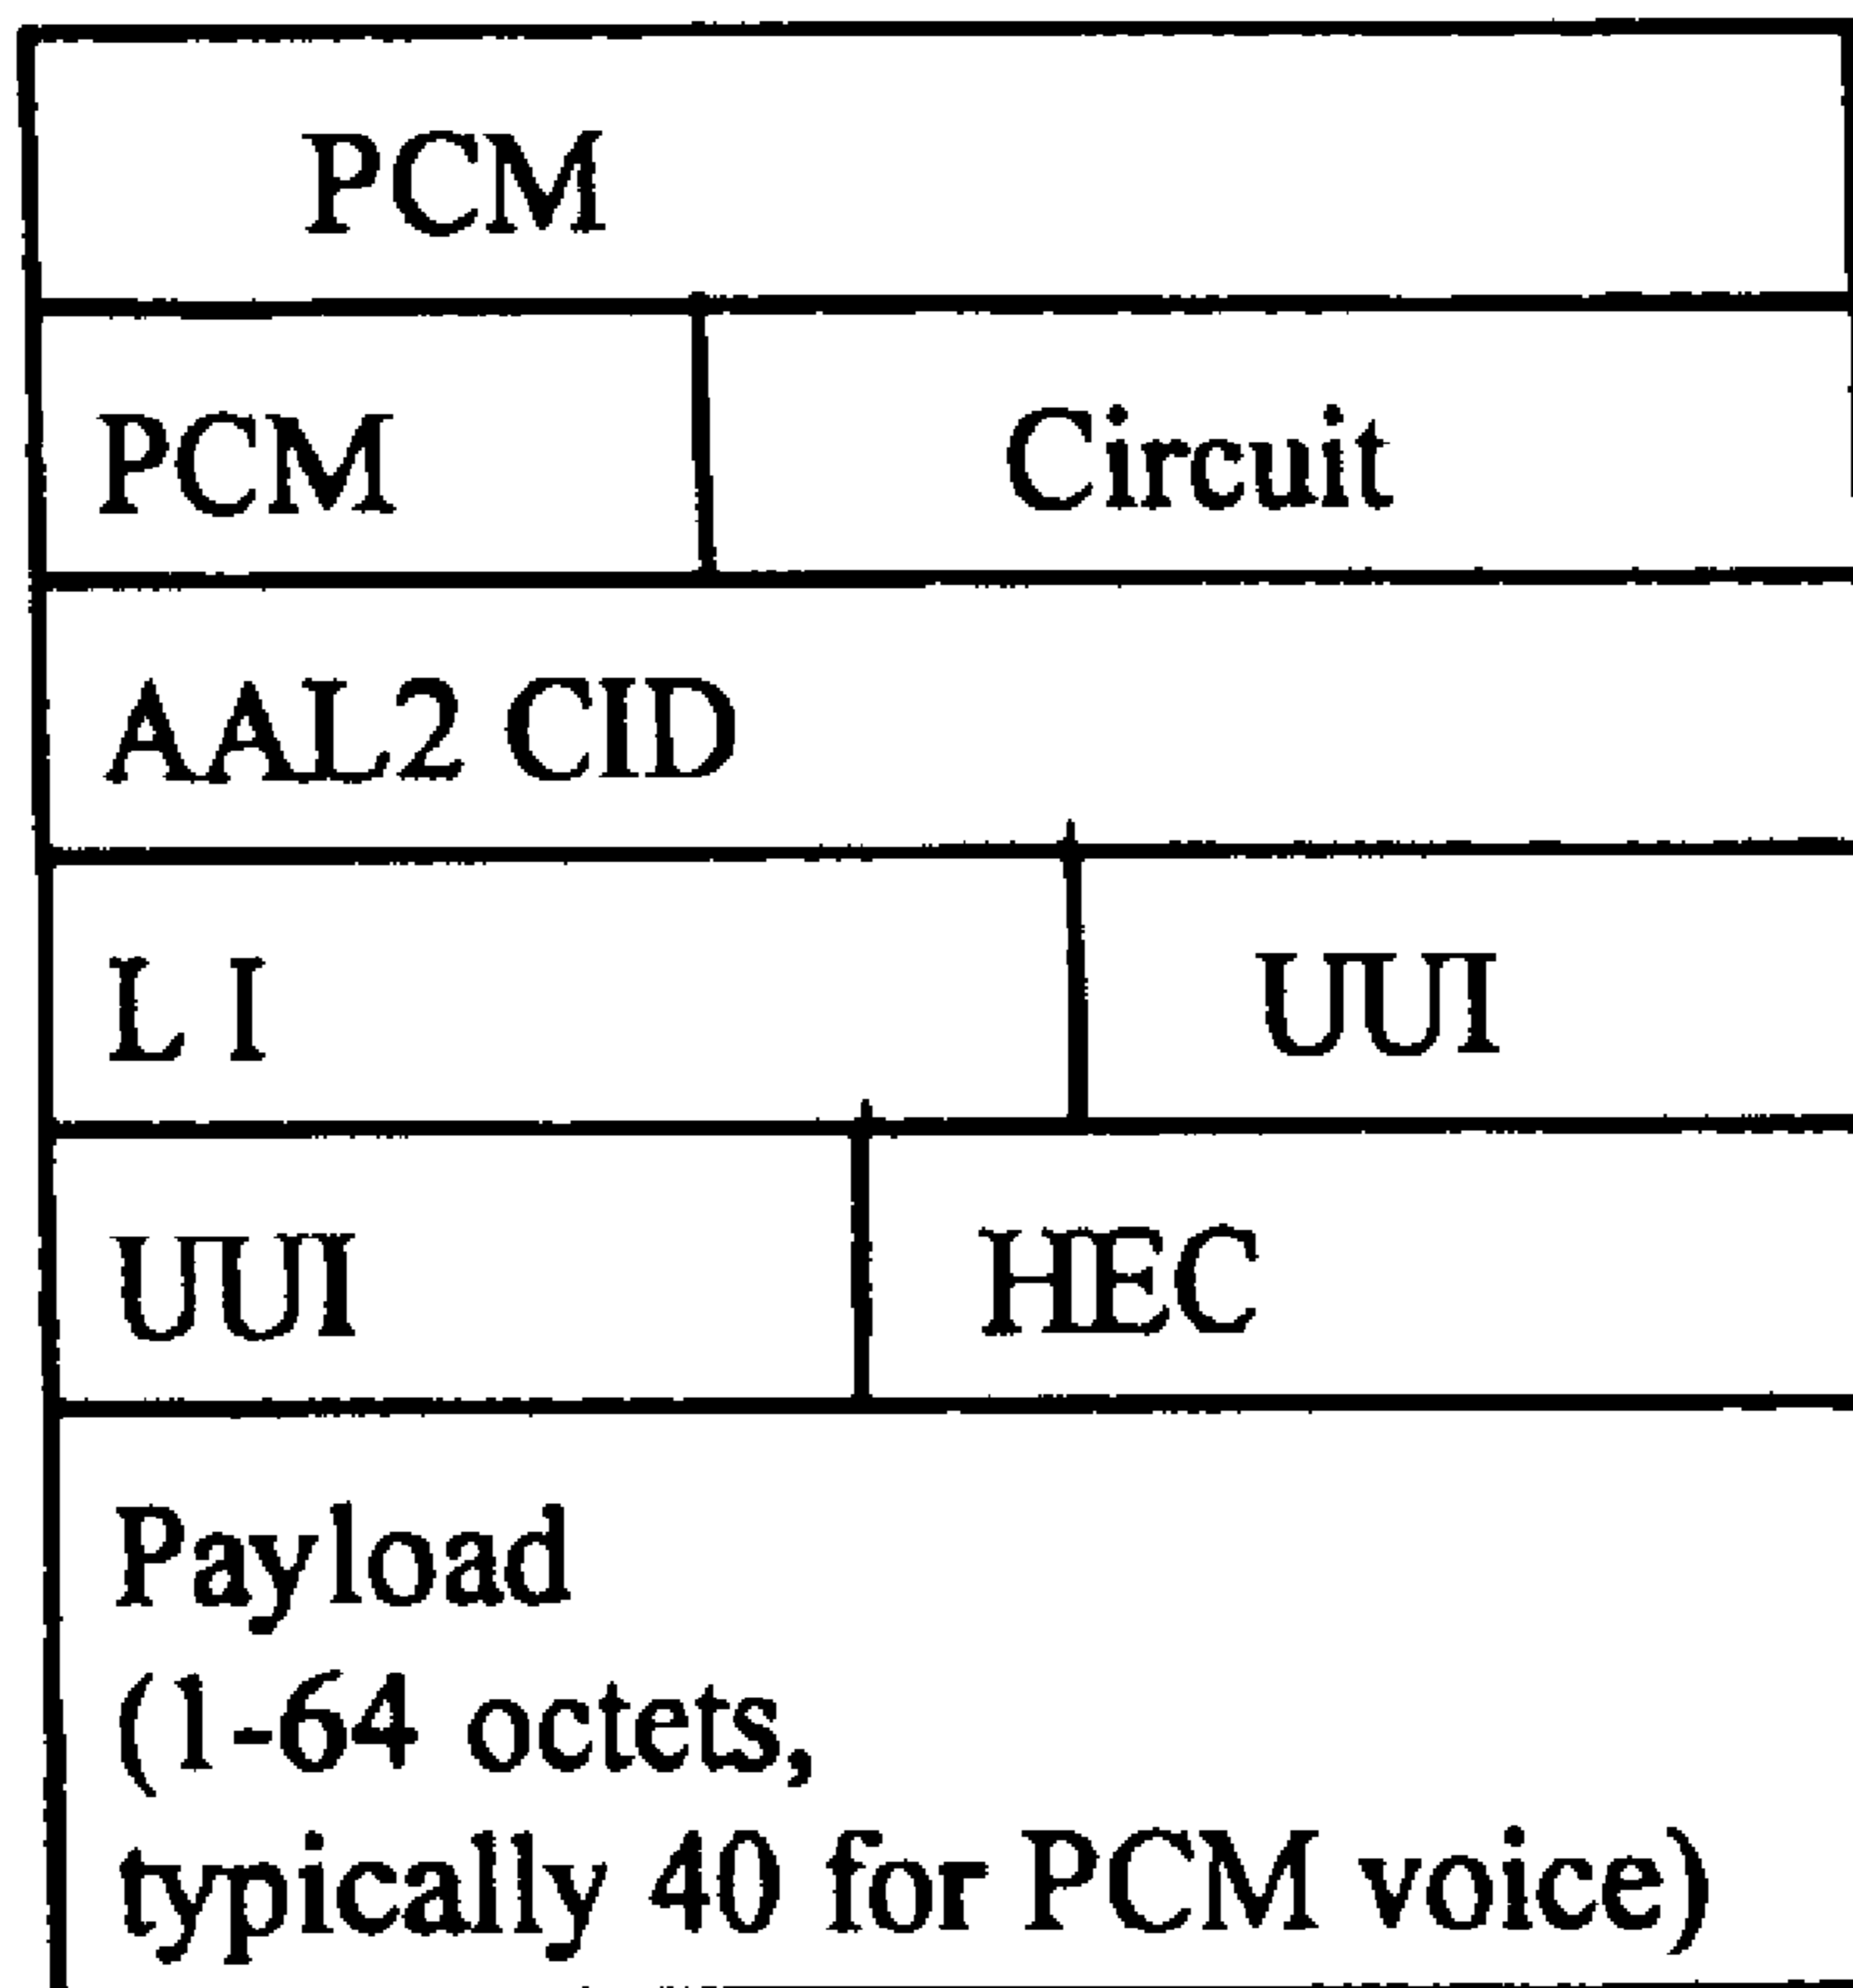 PCM
PCM Circuit
AAL2 CID
L I UUI
UUI HEC
Payload
(1-64 octets,
typically 40 for PCM voice)